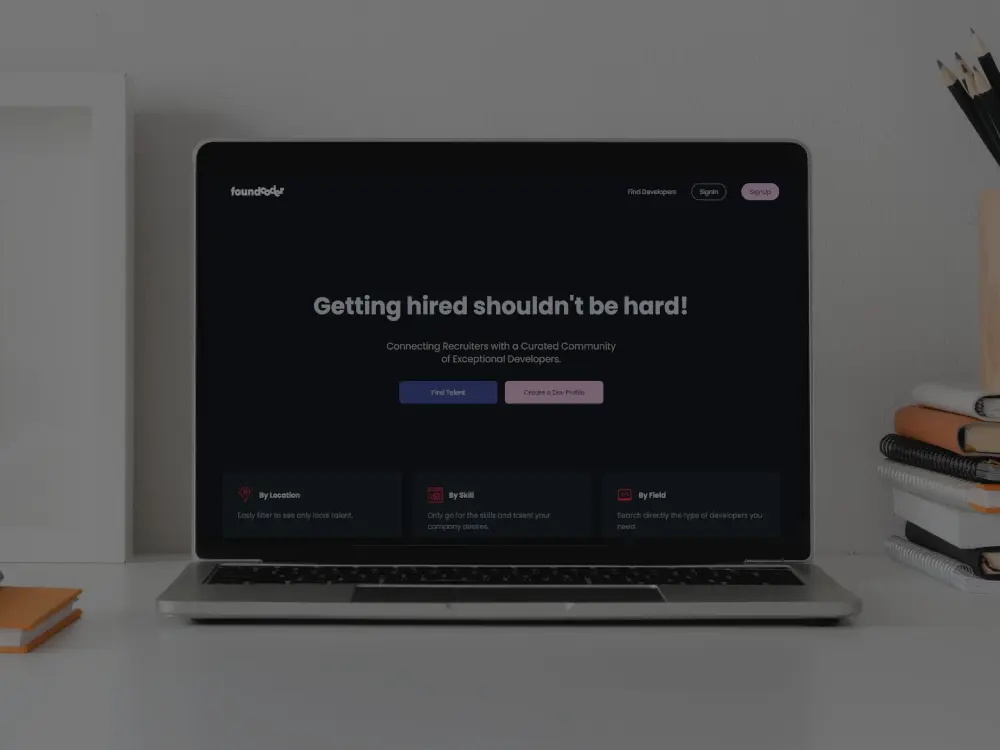 foundcoder
Find Developers
SignIn
SignUp
Getting hired shouldn't be hard!
Connecting Recruiters with a Curated Community
of Exceptional Developers.
Find Talent
Create a Dev Profile
By Location
Easly filter to see only local talent.
By Skill
Only go for the skills and talent your
company desires.
By Field
Search directly the type of developers you
need.